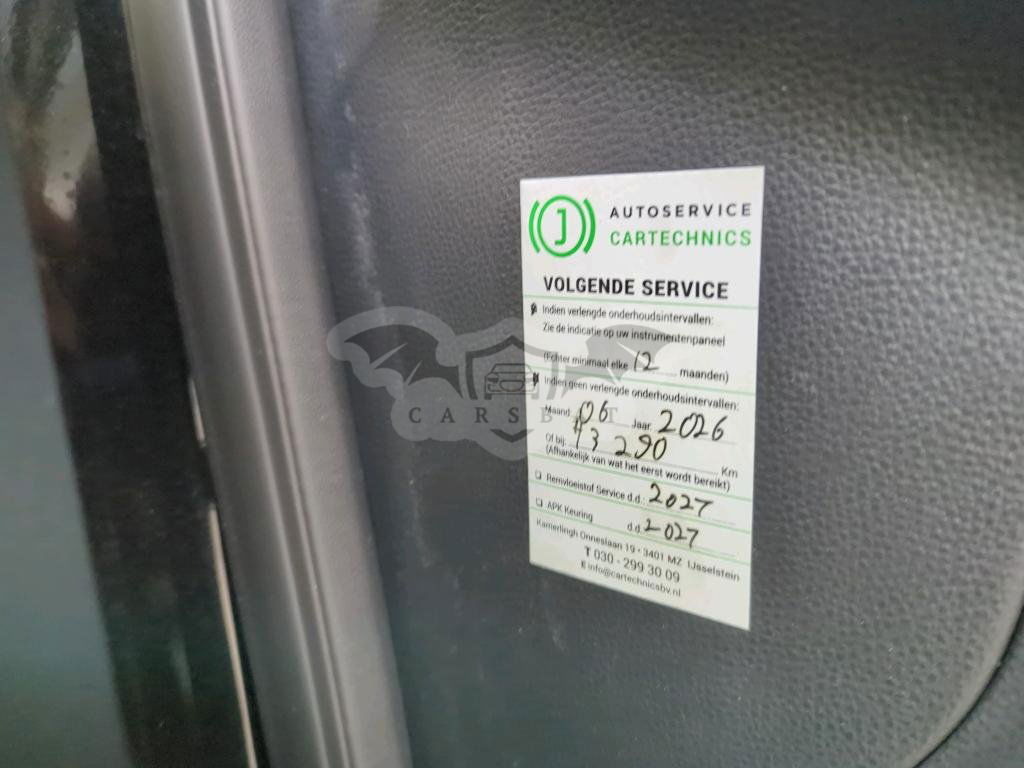 J AUTOSERVICE
CARTECHNICS
VOLGENDE SERVICE
Indien verlengde onderhoudsintervallen:
Zie de indicatie op uw instrumentenpaneel
(Echter minimaal elke 12 maanden)
Indien geen verlengde onderhoudsintervallen:
Maand: 06 Jaar: 2026
Of bij: 290 Km
(Afhankelijk van wat het eerst wordt bereikt)
Remvloeistof Service d.d.: 2027
APK Keuring d.d. 2027
Kamerlingh Onneslaan 19 - 3401 MZ IJsselstein
T 030 - 299 30 09
E info@cartechnicsbv.nl